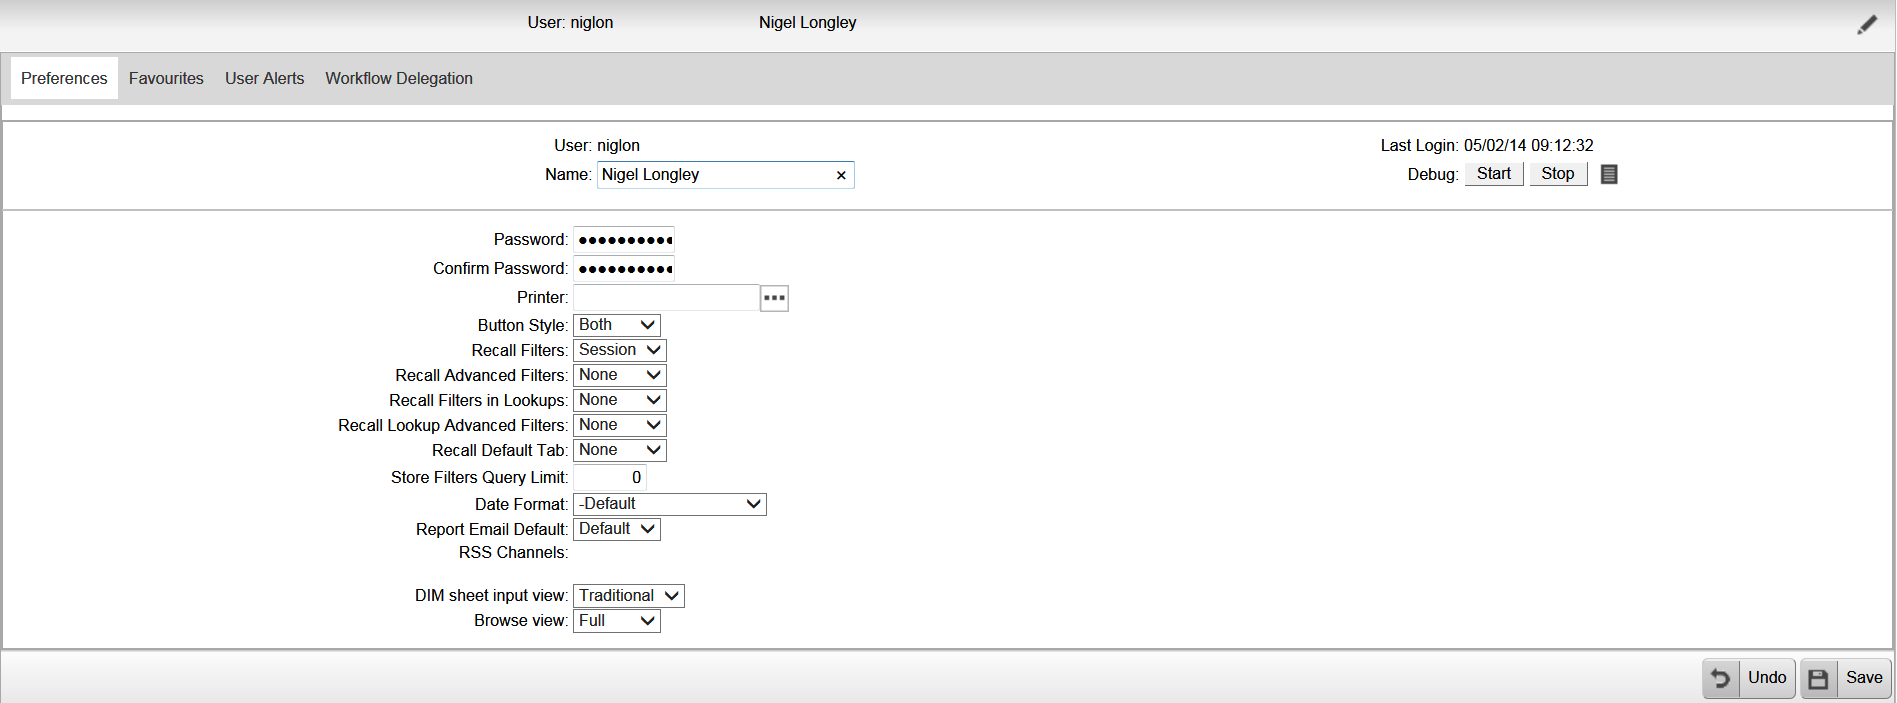 User: niglon Nigel Longley
Preferences Favourites User Alerts Workflow Delegation
User: niglon Last Login: 05/02/14 09:12:32
Name: Nigel Longley × Debug: Start Stop
Password: ●●●●●●●●●●
Confirm Password: ●●●●●●●●●●
Printer:
Button Style: Both
Recall Filters: Session
Recall Advanced Filters: None
Recall Filters in Lookups: None
Recall Lookup Advanced Filters: None
Recall Default Tab: None
Store Filters Query Limit: 0
Date Format: -Default
Report Email Default: Default
RSS Channels:
DIM sheet input view: Traditional
Browse view: Full
Undo Save